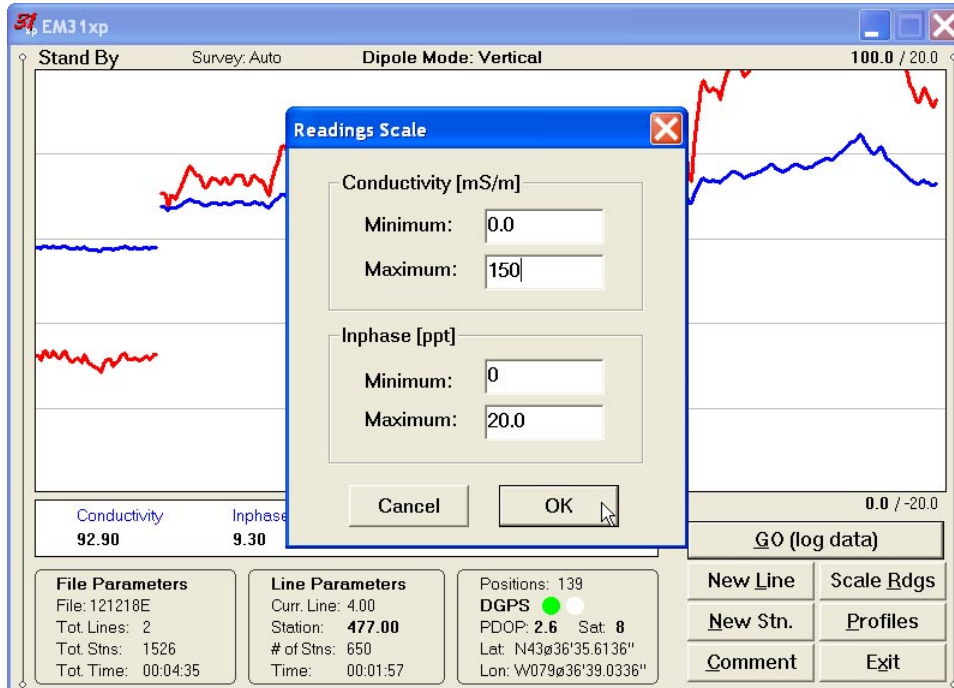 31xp EM31xp
Stand By Survey: Auto Dipole Mode: Vertical 100.0 / 20.0
Readings Scale
Conductivity [mS/m]
Minimum: 0.0
Maximum: 150
Inphase [ppt]
Minimum: 0
Maximum: 20.0
Cancel OK
0.0 / -20.0
Conductivity Inphase
92.90 9.30
GO (log data)
File Parameters
File: 121218E
Tot. Lines: 2
Tot. Stns: 1526
Tot. Time: 00:04:35
Line Parameters
Curr. Line: 4.00
Station: 477.00
# of Stns: 650
Time: 00:01:57
Positions: 139
DGPS
PDOP: 2.6 Sat: 8
Lat: N43ø36'35.6136"
Lon: W079ø36'39.0336"
New Line Scale Rdgs
New Stn. Profiles
Comment Exit